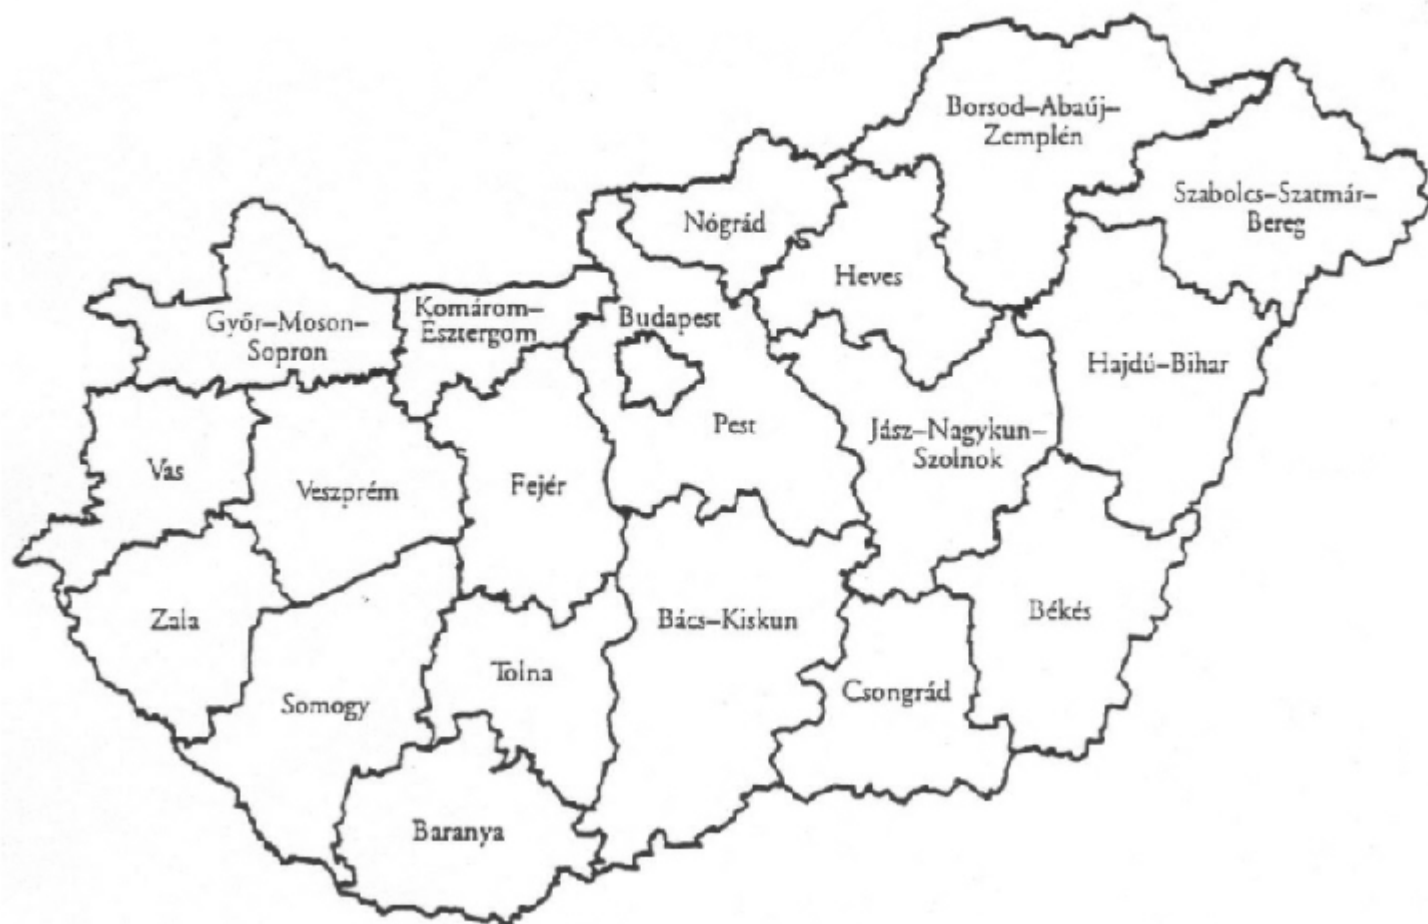 Borsod–Abaúj–
Zemplén
Szabolcs–Szatmár–
Bereg
Nógrád
Heves
Komárom–
Esztergom
Budapest
Győr–Moson–
Sopron
Hajdú–Bihar
Pest
Jász–Nagykun–
Szolnok
Vas
Veszprém
Fejér
Zala
Bács–Kiskun
Békés
Tolna
Csongrád
Somogy
Baranya